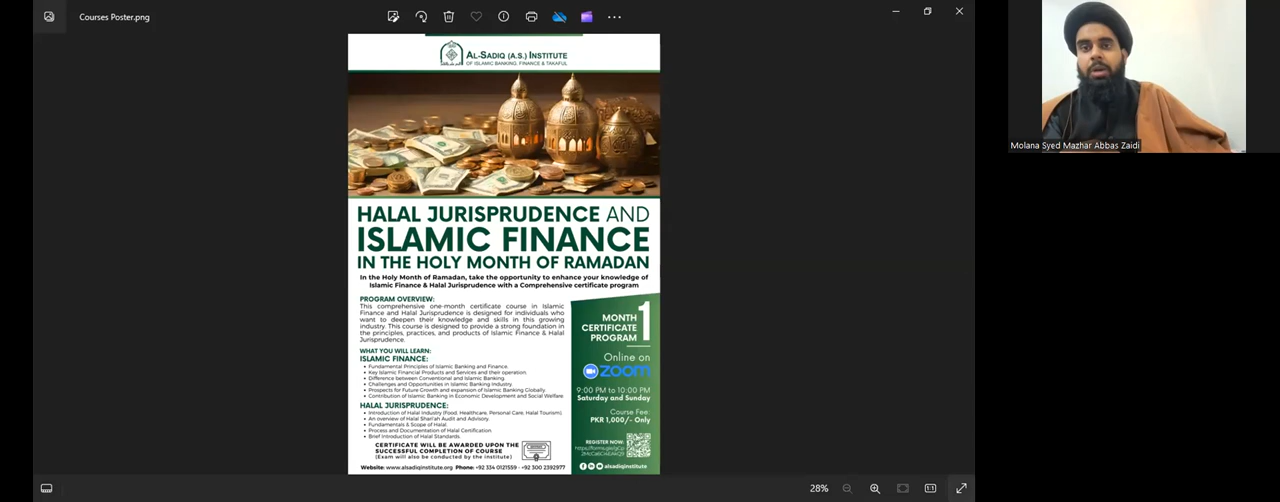 Courses Poster.png
AL-SADIQ (A.S.) INSTITUTE
OF ISLAMIC BANKING, FINANCE & TAKAFUL
HALAL JURISPRUDENCE AND
ISLAMIC FINANCE
IN THE HOLY MONTH OF RAMADAN
In the Holy Month of Ramadan, take the opportunity to enhance your knowledge of
Islamic Finance & Halal Jurisprudence with a Comprehensive certificate program
PROGRAM OVERVIEW:
This comprehensive one-month certificate course in Islamic
Finance and Halal Jurisprudence is designed for individuals who
want to deepen their knowledge and skills in this growing
industry. This course is designed to provide a strong foundation in
the principles, practices, and products of Islamic Finance & Halal
Jurisprudence.
WHAT YOU WILL LEARN:
ISLAMIC FINANCE:
• Fundamental Principles of Islamic Banking and Finance.
• Key Islamic Financial Products and Services and their operation.
• Difference between Conventional and Islamic Banking.
• Challenges and Opportunities in Islamic Banking Industry.
• Prospects for Future Growth and expansion of Islamic Banking Globally.
• Contribution of Islamic Banking in Economic Development and Social Welfare.
HALAL JURISPRUDENCE:
• Introduction of Halal Industry (Food, Healthcare, Personal Care, Halal Tourism).
• An overview of Halal Shari'ah Audit and Advisory.
• Fundamentals & Scope of Halal.
• Process and Documentation of Halal Certification.
• Brief Introduction of Halal Standards.
CERTIFICATE WILL BE AWARDED UPON THE
SUCCESSFUL COMPLETION OF COURSE
(Exam will also be conducted by the institute)
Website: www.alsadiqinstitute.org Phone: +92 334 0121559 - +92 300 2392977
1 MONTH
CERTIFICATE
PROGRAM
Online on
zoom
9:00 PM to 10:00 PM
Saturday and Sunday
Course Fee:
PKR 1,000/- Only
REGISTER NOW:
alsadiqinstitute
28%
Molana Syed Mazhar Abbas Zaidi